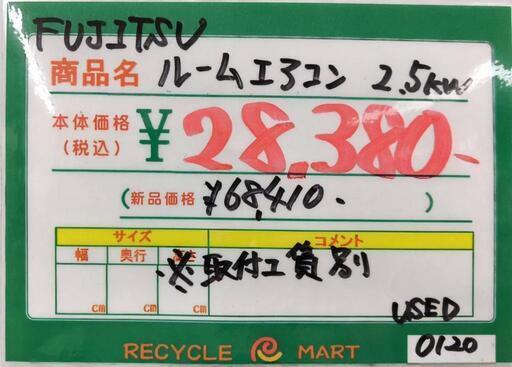 FUJITSU
商品名 ルームエアコン 2.5kw
本体価格(税込) ¥28,380-
(新品価格 ¥68,410- )
サイズ コメント
幅 奥行 高さ
※取付工賃別
cm cm cm
USED
0120
RECYCLE MART